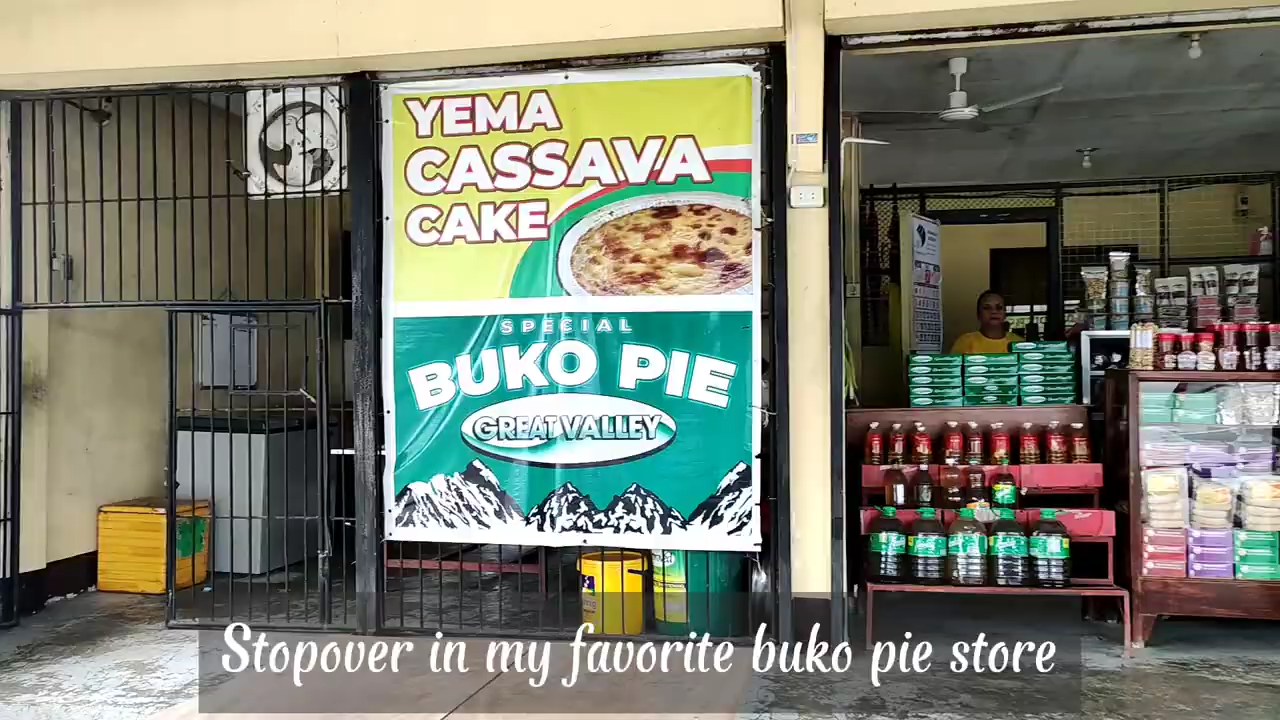 YEMA
CASSAVA
CAKE
SPECIAL
BUKO PIE
GREAT VALLEY
Stopover in my favorite buko pie store